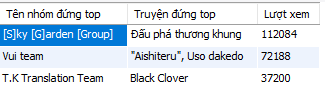 Tên nhóm đứng top Truyện đứng top Lượt xem
[S]ky [G]arden [Group] Đấu phá thương khung 112084
Vui team "Aishiteru", Uso dakedo 72188
T.K Translation Team Black Clover 37200